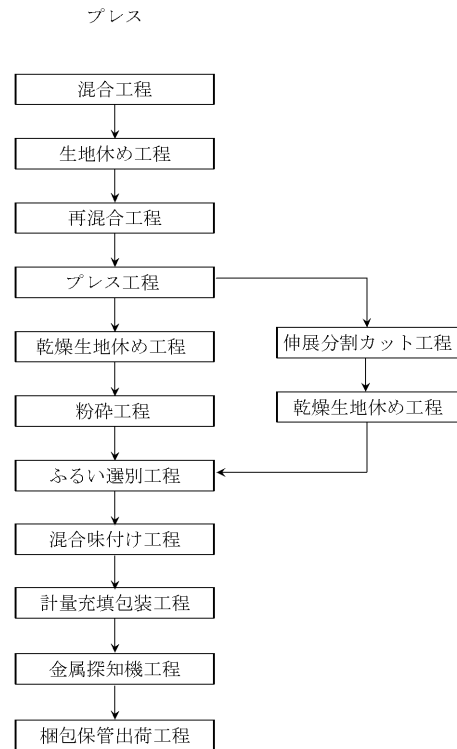 プレス
混合工程
生地休め工程
再混合工程
プレス工程
乾燥生地休め工程
粉砕工程
伸展分割カット工程
乾燥生地休め工程
ふるい選別工程
混合味付け工程
計量充填包装工程
金属探知機工程
梱包保管出荷工程